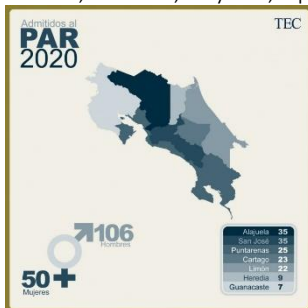 Admitidos al
PAR
2020
TEC
106
Hombres
50
Mujeres
Alajuela 35
San José 35
Puntarenas 25
Cartago 23
Limón 22
Heredia 9
Guanacaste 7